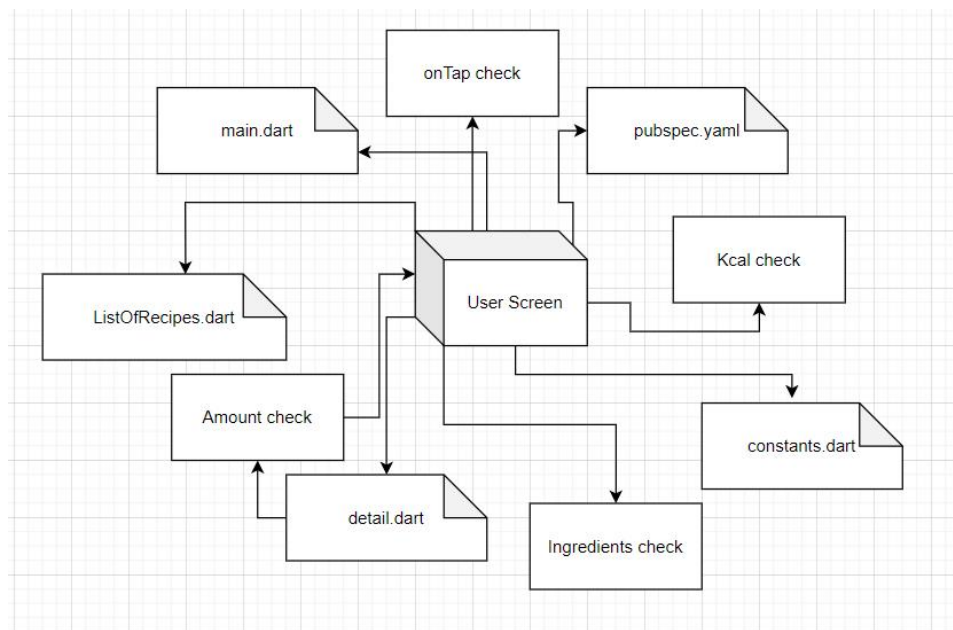 onTap check
main.dart
pubspec.yaml
Kcal check
User Screen
ListOfRecipes.dart
Amount check
constants.dart
detail.dart
Ingredients check